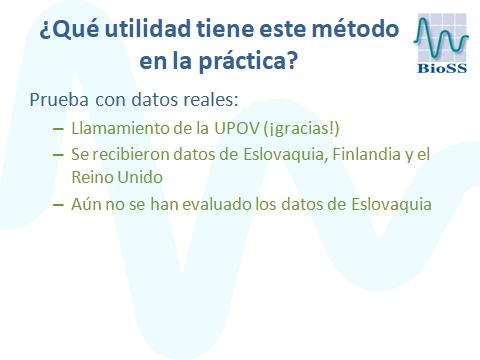 ¿Qué utilidad tiene este método
en la práctica?
BioSS
Prueba con datos reales:
– Llamamiento de la UPOV (¡gracias!)
– Se recibieron datos de Eslovaquia, Finlandia y el
Reino Unido
– Aún no se han evaluado los datos de Eslovaquia